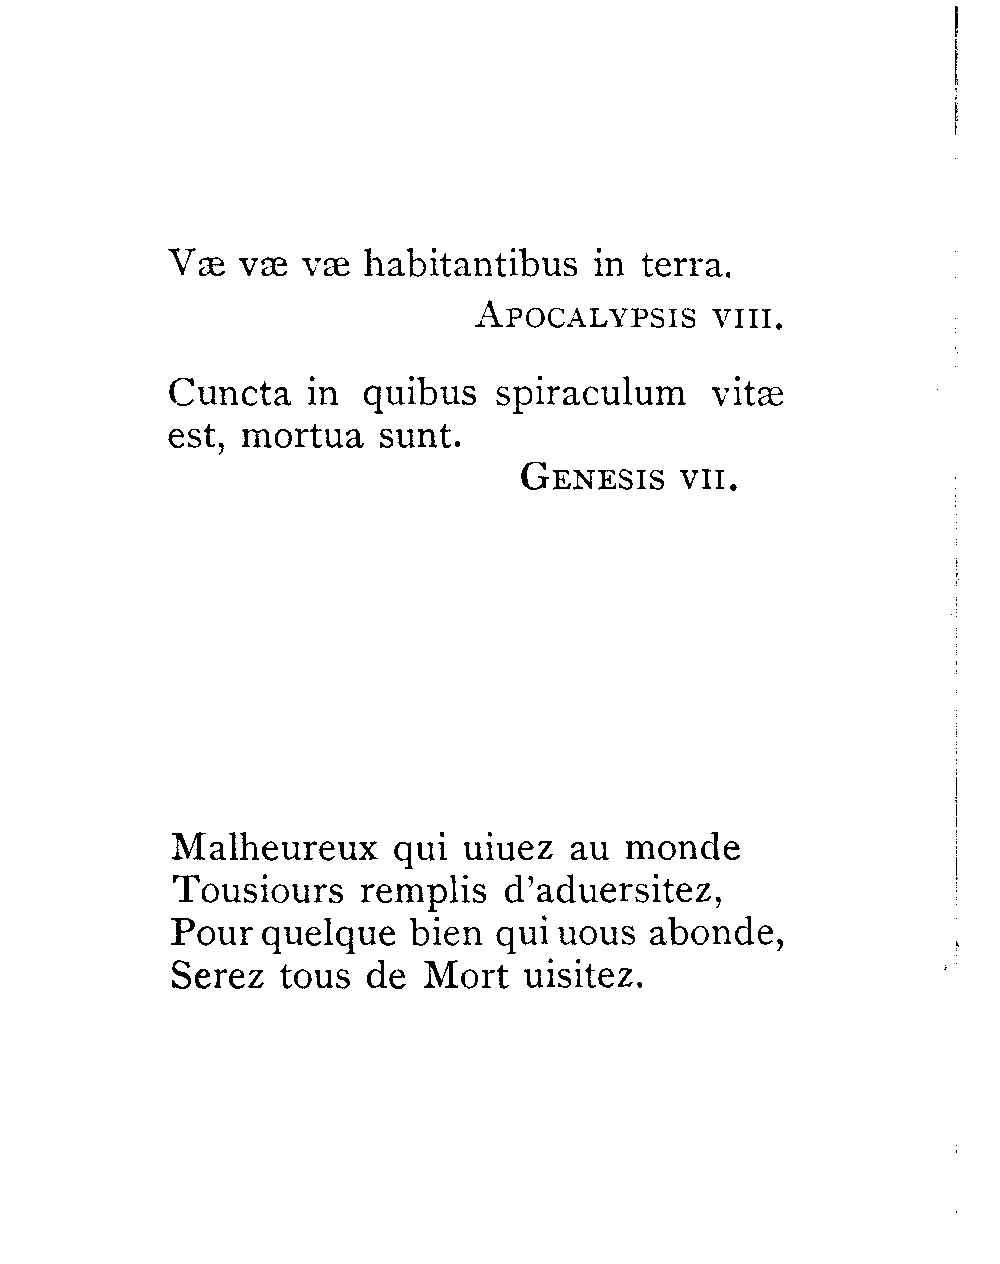 Væ væ væ habitantibus in terra.
APOCALYPSIS VIII.
Cuncta in quibus spiraculum vitæ
est, mortua sunt.
GENESIS VII.
Malheureux qui uiuez au monde
Tousiours remplis d'aduersitez,
Pour quelque bien qui uous abonde,
Serez tous de Mort uisitez.